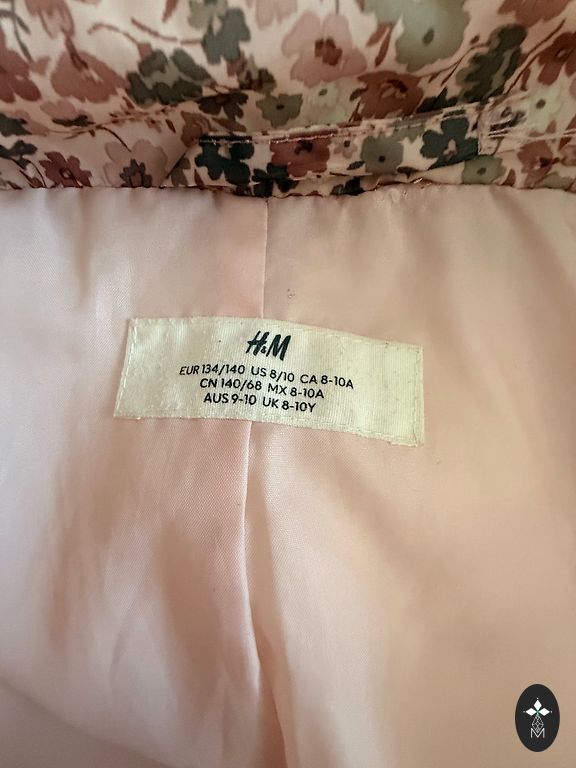 H&M
EUR 134/140 US 8/10 CA 8-10A
CN 140/68 MX 8-10A
AUS 9-10 UK 8-10Y
M